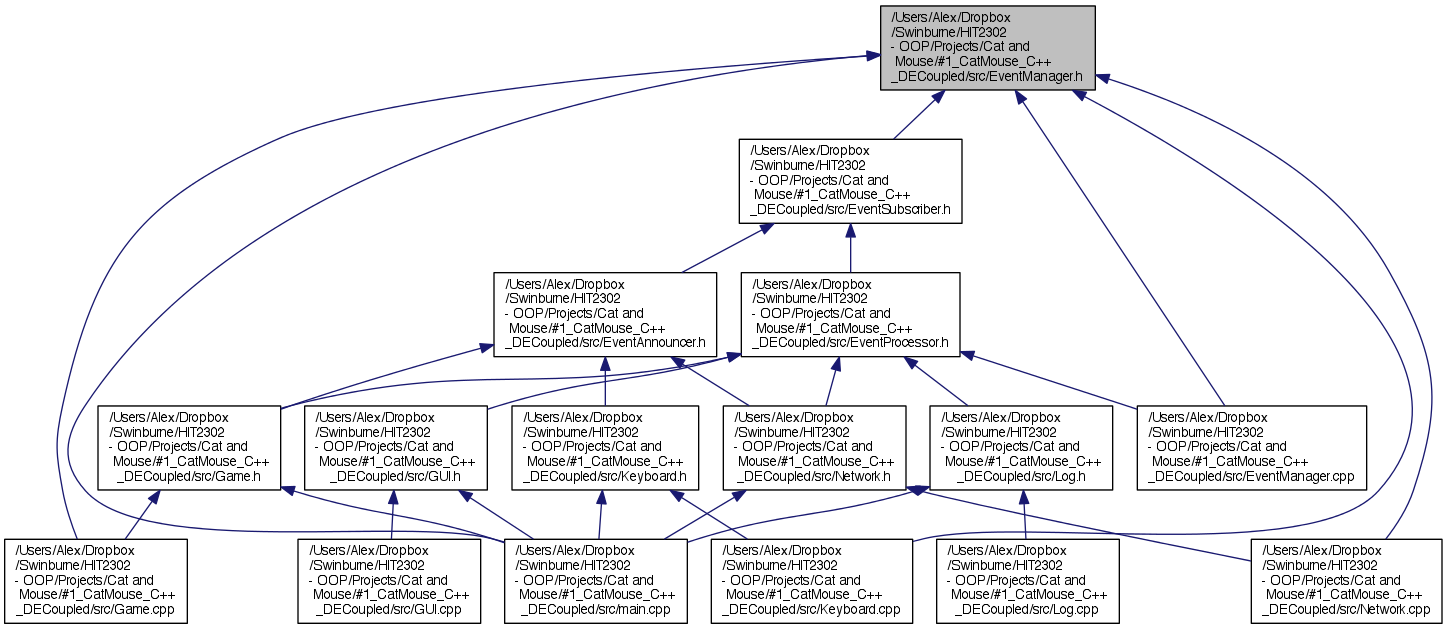 /Users/Alex/Dropbox
/Swinburne/HIT2302
- OOP/Projects/Cat and
Mouse/#1_CatMouse_C++
_DECoupled/src/EventManager.h
/Users/Alex/Dropbox
/Swinburne/HIT2302
- OOP/Projects/Cat and
Mouse/#1_CatMouse_C++
_DECoupled/src/EventSubscriber.h
/Users/Alex/Dropbox
/Swinburne/HIT2302
- OOP/Projects/Cat and
Mouse/#1_CatMouse_C++
_DECoupled/src/EventAnnouncer.h
/Users/Alex/Dropbox
/Swinburne/HIT2302
- OOP/Projects/Cat and
Mouse/#1_CatMouse_C++
_DECoupled/src/EventProcessor.h
/Users/Alex/Dropbox
/Swinburne/HIT2302
- OOP/Projects/Cat and
Mouse/#1_CatMouse_C++
_DECoupled/src/Game.h
/Users/Alex/Dropbox
/Swinburne/HIT2302
- OOP/Projects/Cat and
Mouse/#1_CatMouse_C++
_DECoupled/src/GUI.h
/Users/Alex/Dropbox
/Swinburne/HIT2302
- OOP/Projects/Cat and
Mouse/#1_CatMouse_C++
_DECoupled/src/Keyboard.h
/Users/Alex/Dropbox
/Swinburne/HIT2302
- OOP/Projects/Cat and
Mouse/#1_CatMouse_C++
_DECoupled/src/Network.h
/Users/Alex/Dropbox
/Swinburne/HIT2302
- OOP/Projects/Cat and
Mouse/#1_CatMouse_C++
_DECoupled/src/Log.h
/Users/Alex/Dropbox
/Swinburne/HIT2302
- OOP/Projects/Cat and
Mouse/#1_CatMouse_C++
_DECoupled/src/EventManager.cpp
/Users/Alex/Dropbox
/Swinburne/HIT2302
- OOP/Projects/Cat and
Mouse/#1_CatMouse_C++
_DECoupled/src/Game.cpp
/Users/Alex/Dropbox
/Swinburne/HIT2302
- OOP/Projects/Cat and
Mouse/#1_CatMouse_C++
_DECoupled/src/GUI.cpp
/Users/Alex/Dropbox
/Swinburne/HIT2302
- OOP/Projects/Cat and
Mouse/#1_CatMouse_C++
_DECoupled/src/main.cpp
/Users/Alex/Dropbox
/Swinburne/HIT2302
- OOP/Projects/Cat and
Mouse/#1_CatMouse_C++
_DECoupled/src/Keyboard.cpp
/Users/Alex/Dropbox
/Swinburne/HIT2302
- OOP/Projects/Cat and
Mouse/#1_CatMouse_C++
_DECoupled/src/Log.cpp
/Users/Alex/Dropbox
/Swinburne/HIT2302
- OOP/Projects/Cat and
Mouse/#1_CatMouse_C++
_DECoupled/src/Network.cpp